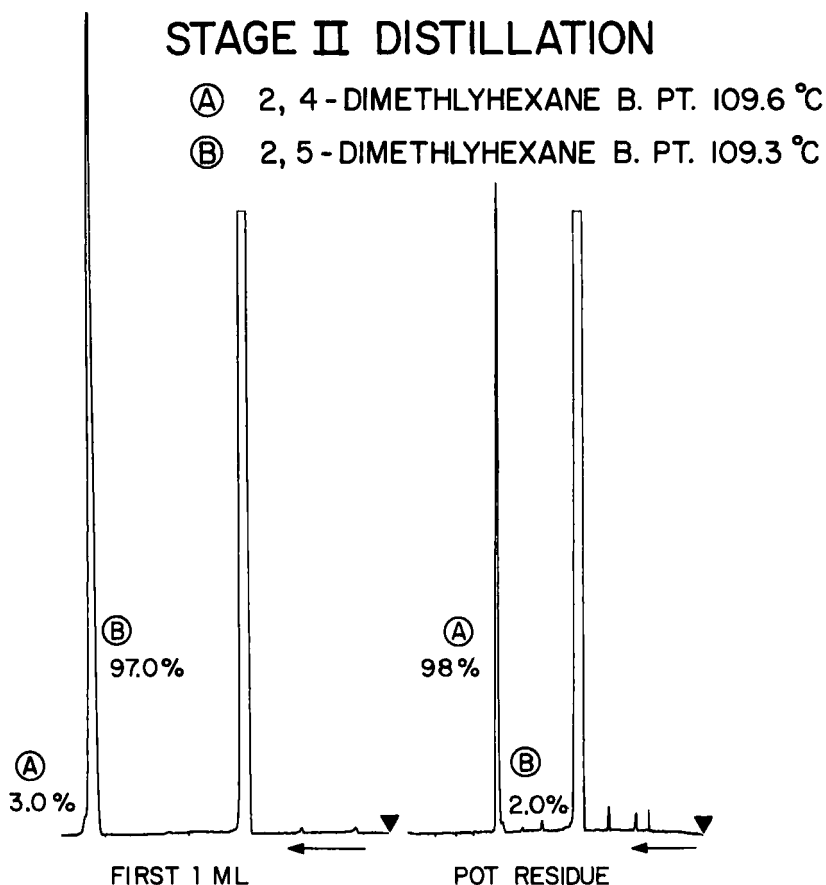 STAGE II DISTILLATION
Ⓐ 2, 4-DIMETHLYHEXANE B. PT. 109.6 °C
Ⓑ 2, 5-DIMETHLYHEXANE B. PT. 109.3 °C
Ⓑ
97.0%
Ⓐ
3.0%
FIRST 1 ML
Ⓐ
98%
Ⓑ
2.0%
POT RESIDUE